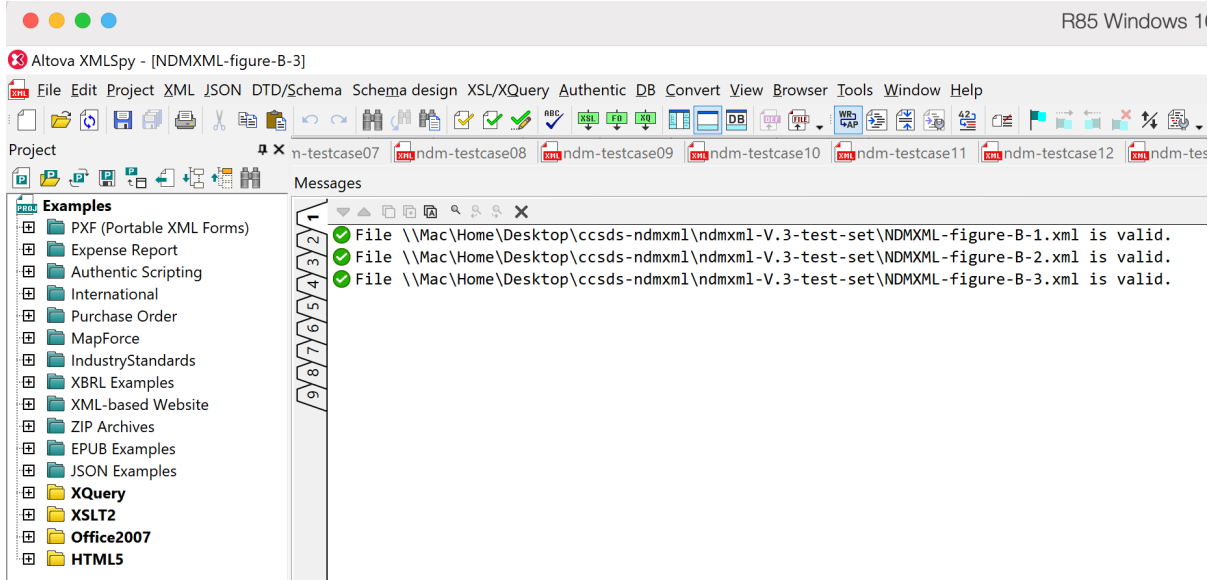 R85 Windows 10
Altova XMLSpy - [NDMXML-figure-B-3]
File Edit Project XML JSON DTD/Schema Schema design XSL/XQuery Authentic DB Convert View Browser Tools Window Help
Project
m-testcase07 ndm-testcase08 ndm-testcase09 ndm-testcase10 ndm-testcase11 ndm-testcase12 ndm-tes
Messages
Examples
PXF (Portable XML Forms)
Expense Report
Authentic Scripting
International
Purchase Order
MapForce
IndustryStandards
XBRL Examples
XML-based Website
ZIP Archives
EPUB Examples
JSON Examples
XQuery
XSLT2
Office2007
HTML5
1
2
3
4
5
6
7
8
9
File \\Mac\Home\Desktop\ccsds-ndmxml\ndmxml-V.3-test-set\NDMXML-figure-B-1.xml is valid.
File \\Mac\Home\Desktop\ccsds-ndmxml\ndmxml-V.3-test-set\NDMXML-figure-B-2.xml is valid.
File \\Mac\Home\Desktop\ccsds-ndmxml\ndmxml-V.3-test-set\NDMXML-figure-B-3.xml is valid.